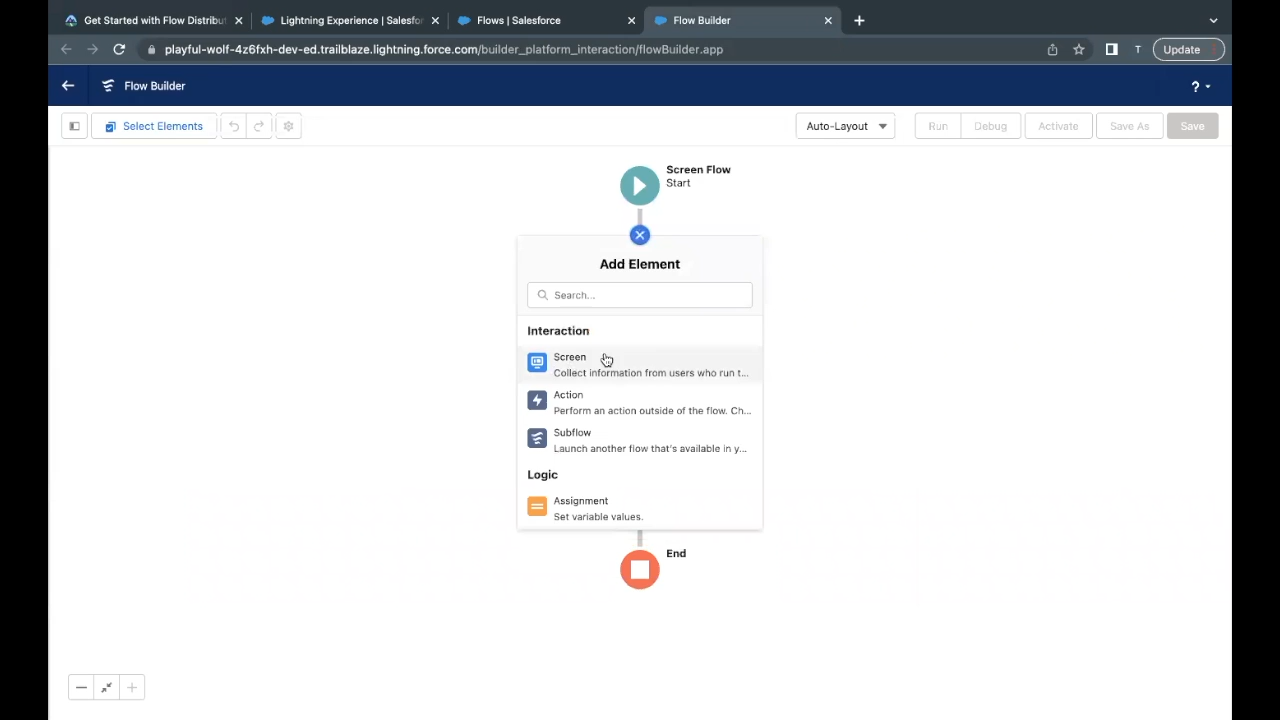 Get Started with Flow Distribut
Lightning Experience | Salesfor
Flows | Salesforce
Flow Builder
playful-wolf-4z6fxh-dev-ed.trailblaze.lightning.force.com/builder_platform_interaction/flowBuilder.app
T
Update
Flow Builder
?
Select Elements
Auto-Layout
Run
Debug
Activate
Save As
Save
Screen Flow
Start
Add Element
Search...
Interaction
Screen
Collect information from users who run t...
Action
Perform an action outside of the flow. Ch...
Subflow
Launch another flow that's available in y...
Logic
Assignment
Set variable values.
End